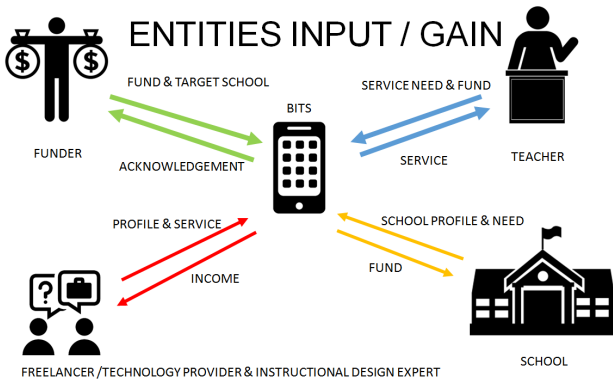 ENTITIES INPUT / GAIN
$ $
FUND & TARGET SCHOOL
SERVICE NEED & FUND
BITS
FUNDER
ACKNOWLEDGEMENT
SERVICE
TEACHER
PROFILE & SERVICE
SCHOOL PROFILE & NEED
INCOME
FUND
?
FREELANCER /TECHNOLOGY PROVIDER & INSTRUCTIONAL DESIGN EXPERT
SCHOOL